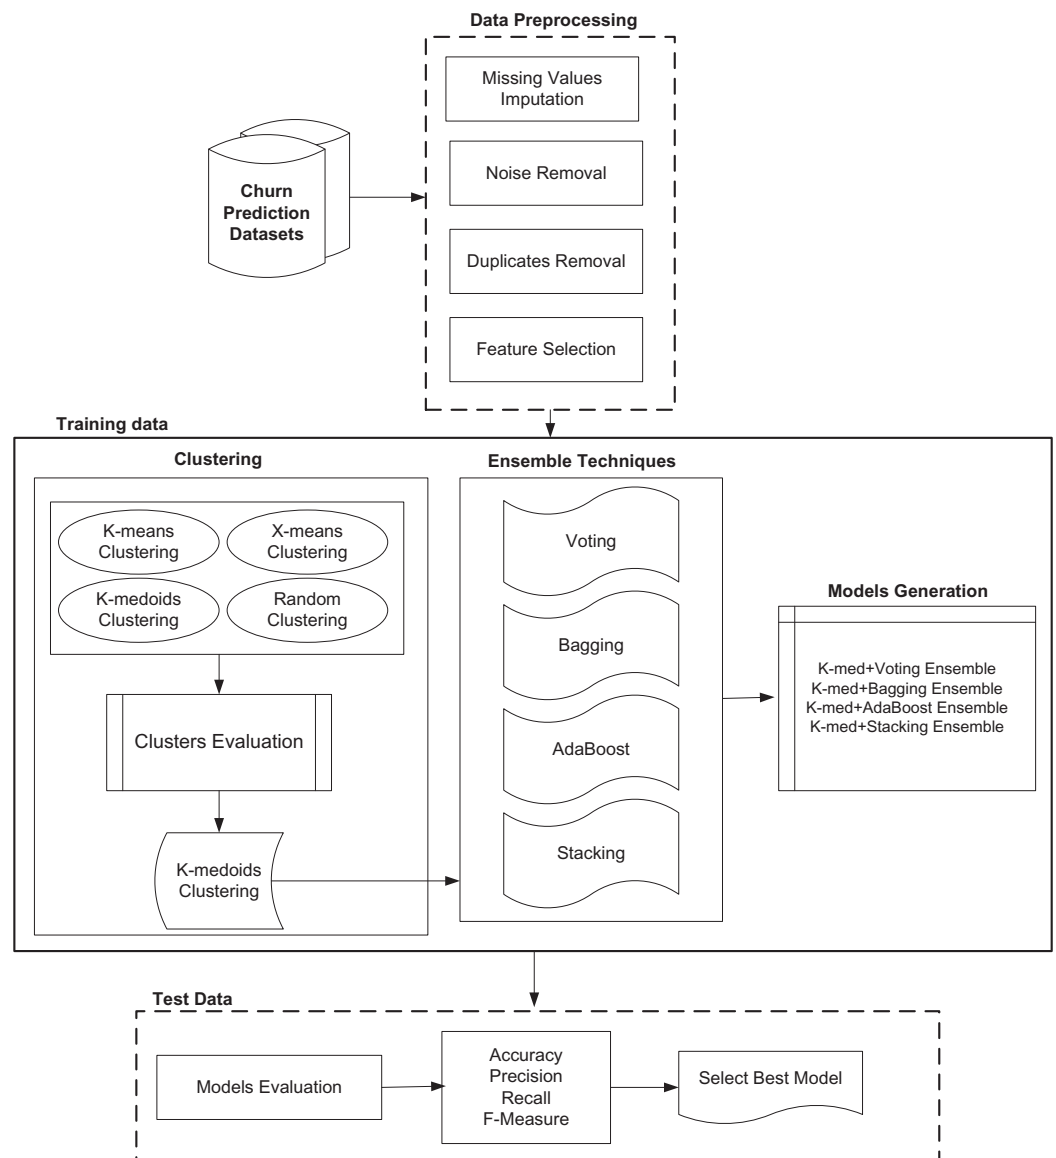 Data Preprocessing
Missing Values
Imputation
Noise Removal
Churn
Prediction
Datasets
Duplicates Removal
Feature Selection
Training data
Clustering
Ensemble Techniques
K-means
Clustering
X-means
Clustering
K-medoids
Clustering
Random
Clustering
Clusters Evaluation
K-medoids
Clustering
Voting
Bagging
AdaBoost
Stacking
Models Generation
K-med+Voting Ensemble
K-med+Bagging Ensemble
K-med+AdaBoost Ensemble
K-med+Stacking Ensemble
Test Data
Models Evaluation
Accuracy
Precision
Recall
F-Measure
Select Best Model